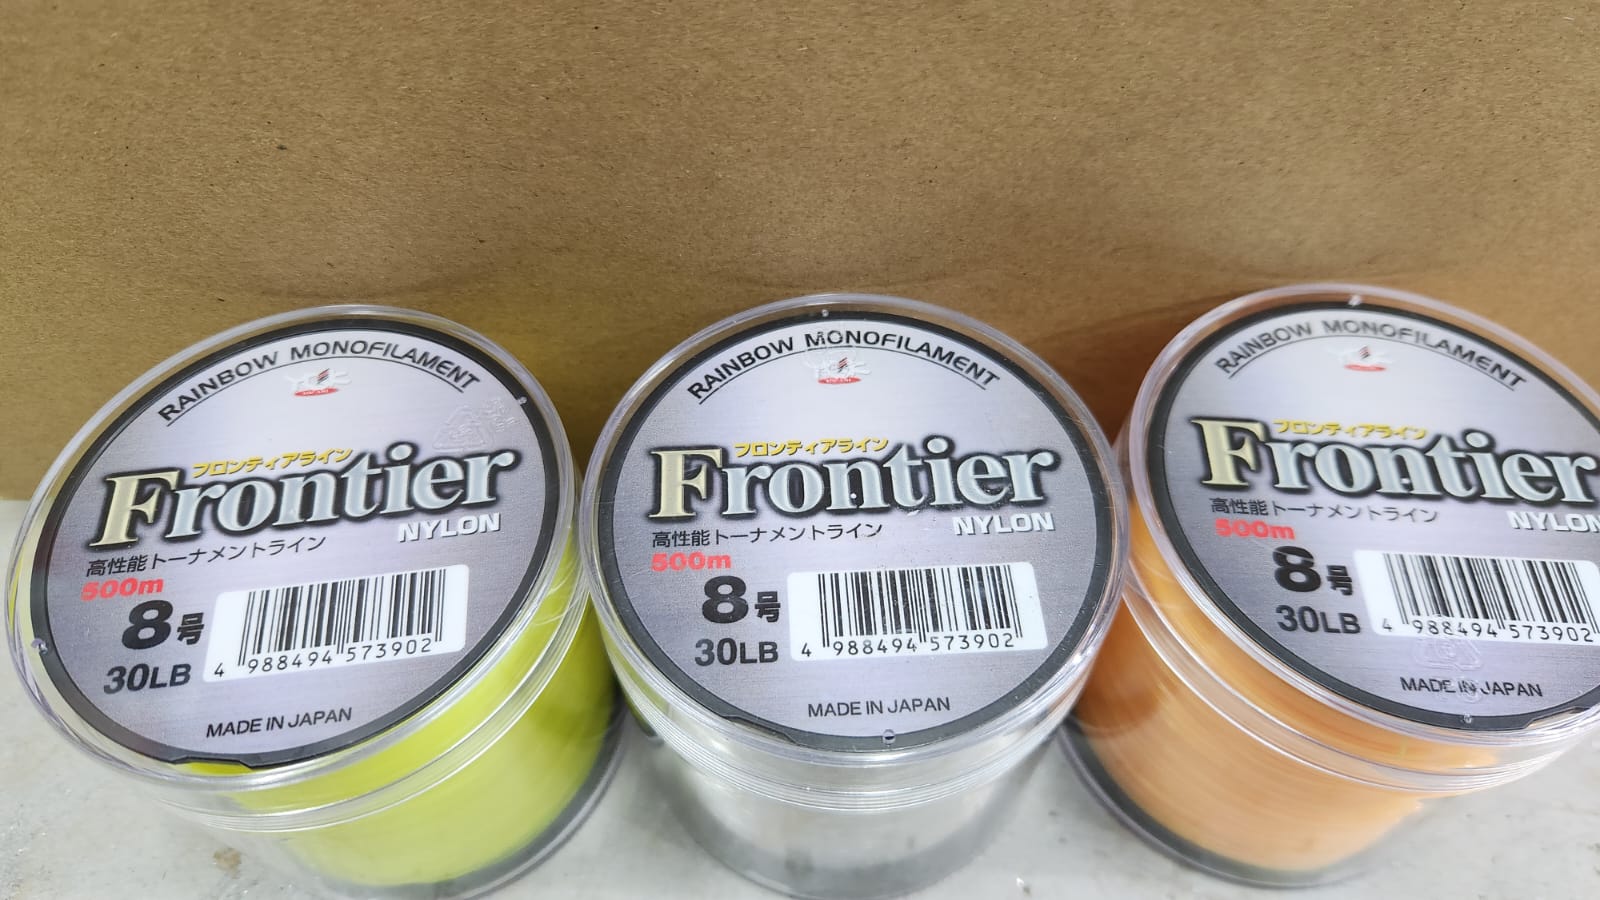 RAINBOW MONOFILAMENT
フロンティアライン
Frontier
NYLON
高性能トーナメントライン
500m
8号
30LB
4 988494 573902
MADE IN JAPAN
RAINBOW MONOFILAMENT
フロンティアライン
Frontier
NYLON
高性能トーナメントライン
500m
8号
30LB
4 988494 573902
MADE IN JAPAN
RAINBOW MONOFILAMENT
フロンティアライン
Frontier
NYLON
高性能トーナメントライン
500m
8号
30LB
4 988494 573902
MADE IN JAPAN